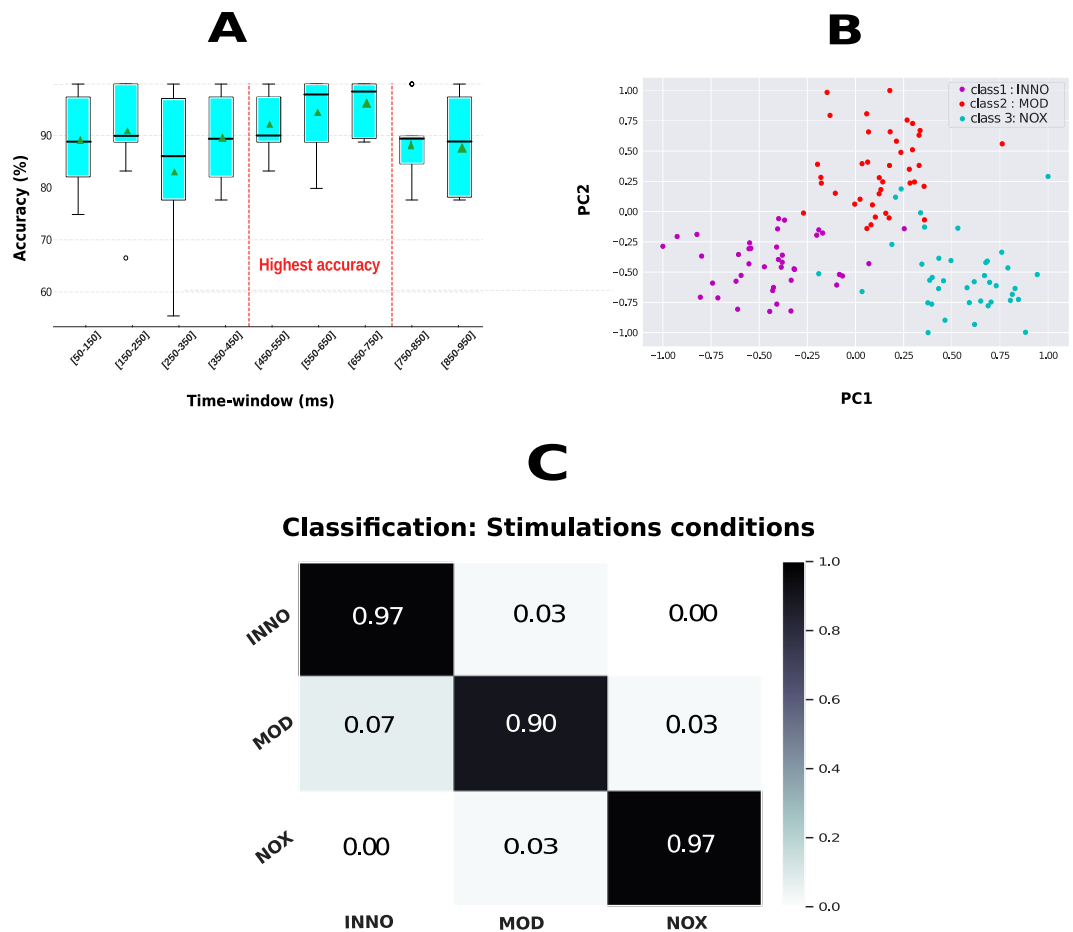 A
B
90
80
70
60
Accuracy (%)
Highest accuracy
[50-150]
[150-250]
[250-350]
[350-450]
[450-550]
[550-650]
[650-750]
[750-850]
[850-950]
Time-window (ms)
class1 : INNO
class2 : MOD
class 3: NOX
1.00
0.75
0.50
0.25
0.00
−0.25
−0.50
−0.75
−1.00
PC2
−1.00
−0.75
−0.50
−0.25
0.00
0.25
0.50
0.75
1.00
PC1
C
Classification: Stimulations conditions
INNO
0.97
0.03
0.00
MOD
0.07
0.90
0.03
NOX
0.00
0.03
0.97
INNO
MOD
NOX
1.0
0.8
0.6
0.4
0.2
0.0